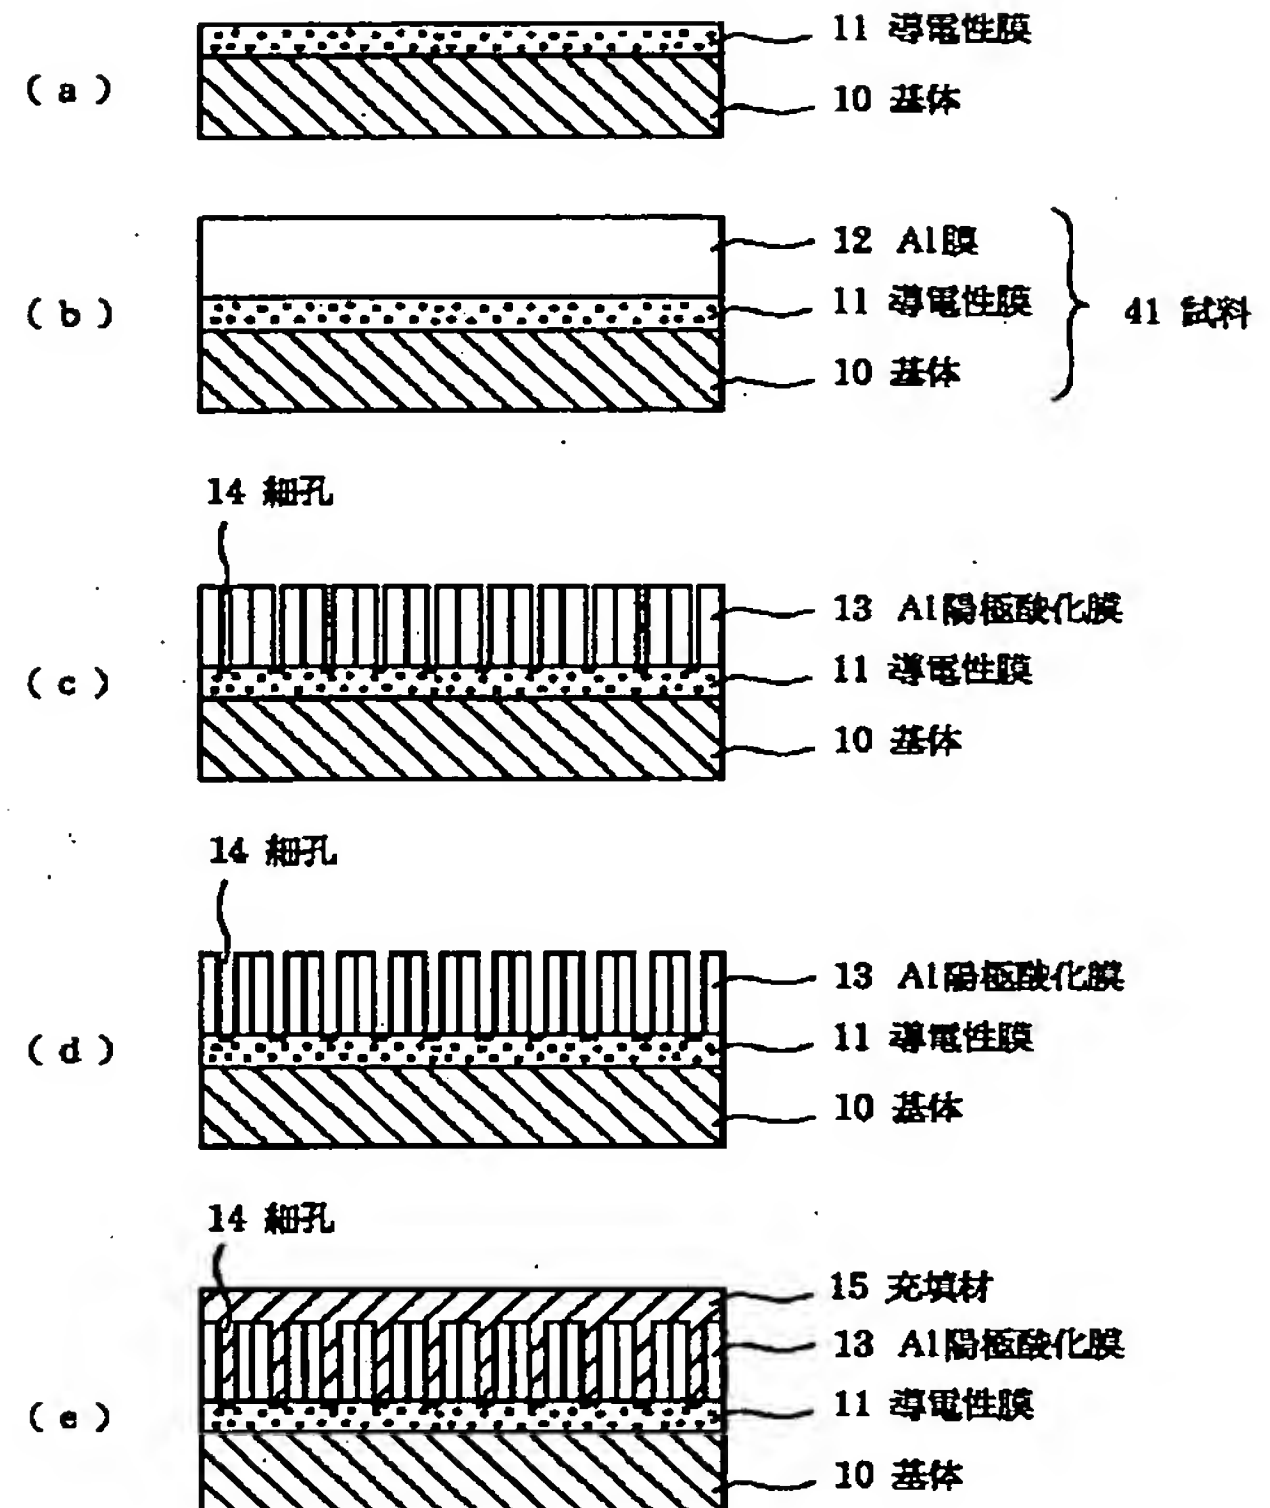 11 導電性膜
( a )
10 基体
12 Al膜
11 導電性膜
( b )
41 試料
10 基体
14 細孔
13 Al陽極酸化膜
11 導電性膜
( c )
10 基体
14 細孔
13 Al陽極酸化膜
11 導電性膜
( d )
10 基体
14 細孔
15 充填材
13 Al陽極酸化膜
11 導電性膜
( e )
10 基体